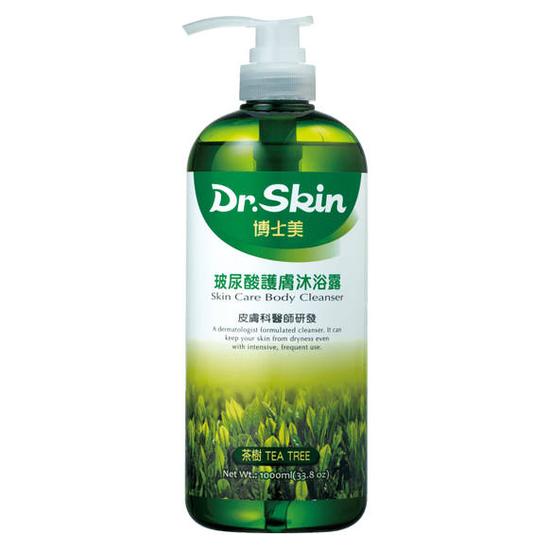 Dr.Skin
博士美
玻尿酸護膚沐浴露
Skin Care Body Cleanser
皮膚科醫師研發
A dermatologist formulated cleanser. It can
keep your skin from dryness even
with intensive, frequent use.
茶樹 TEA TREE
Net Wt.: 1000ml(33.8 oz)